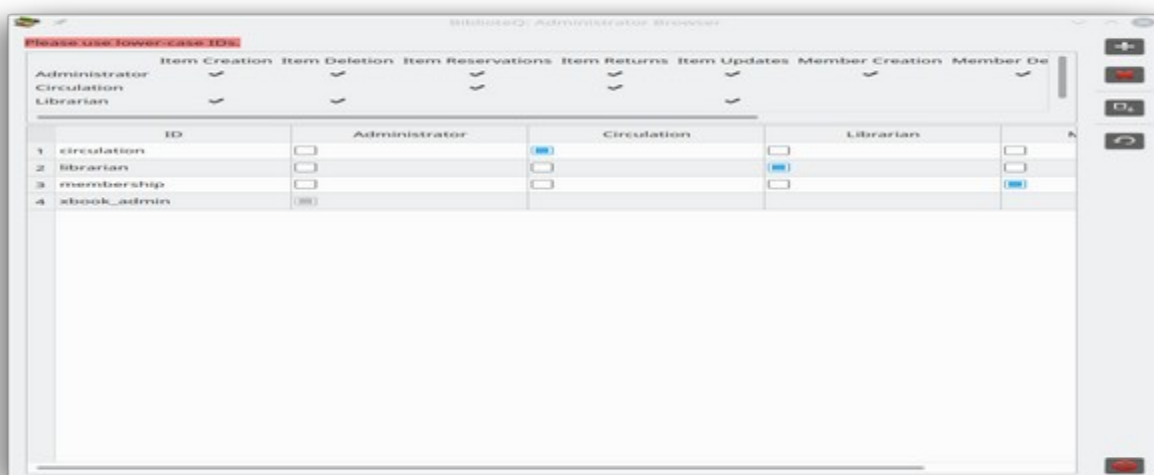 BiblioteQ: Administrator Browser
Please use lower-case IDs.
Item Creation Item Deletion Item Reservations Item Returns Item Updates Member Creation Member De
Administrator
Circulation
Librarian
ID Administrator Circulation Librarian M
1 circulation
2 librarian
3 membership
4 xbook_admin